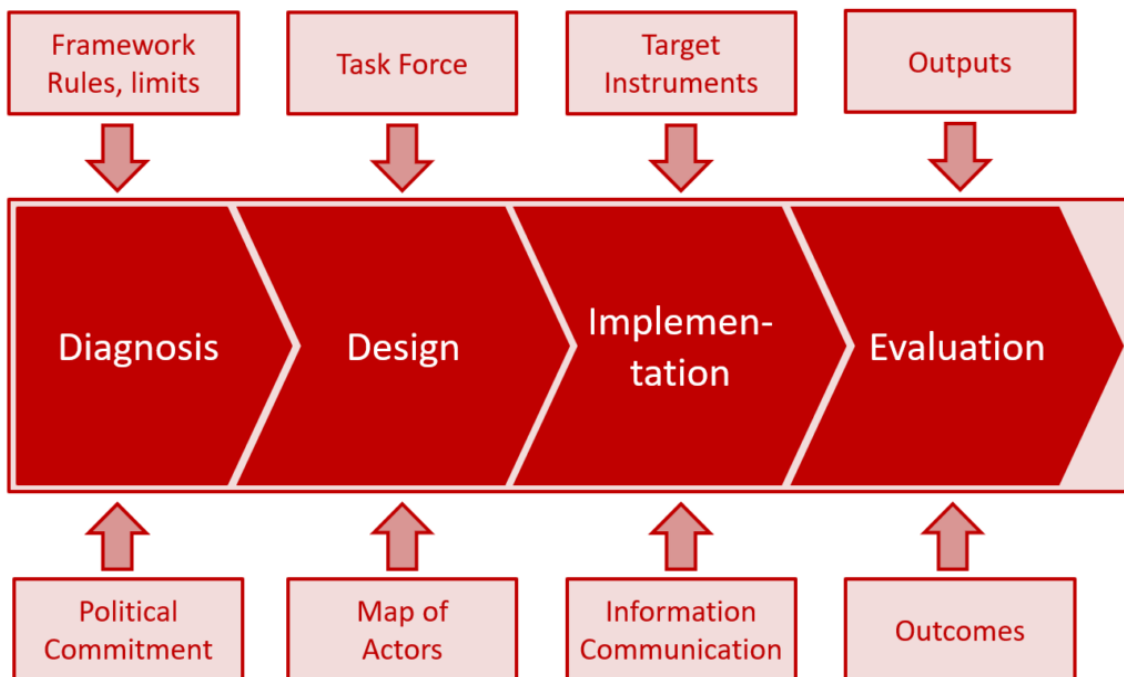 Framework
Rules, limits
Task Force
Target
Instruments
Outputs
Diagnosis
Design
Implemen-
tation
Evaluation
Political
Commitment
Map of
Actors
Information
Communication
Outcomes